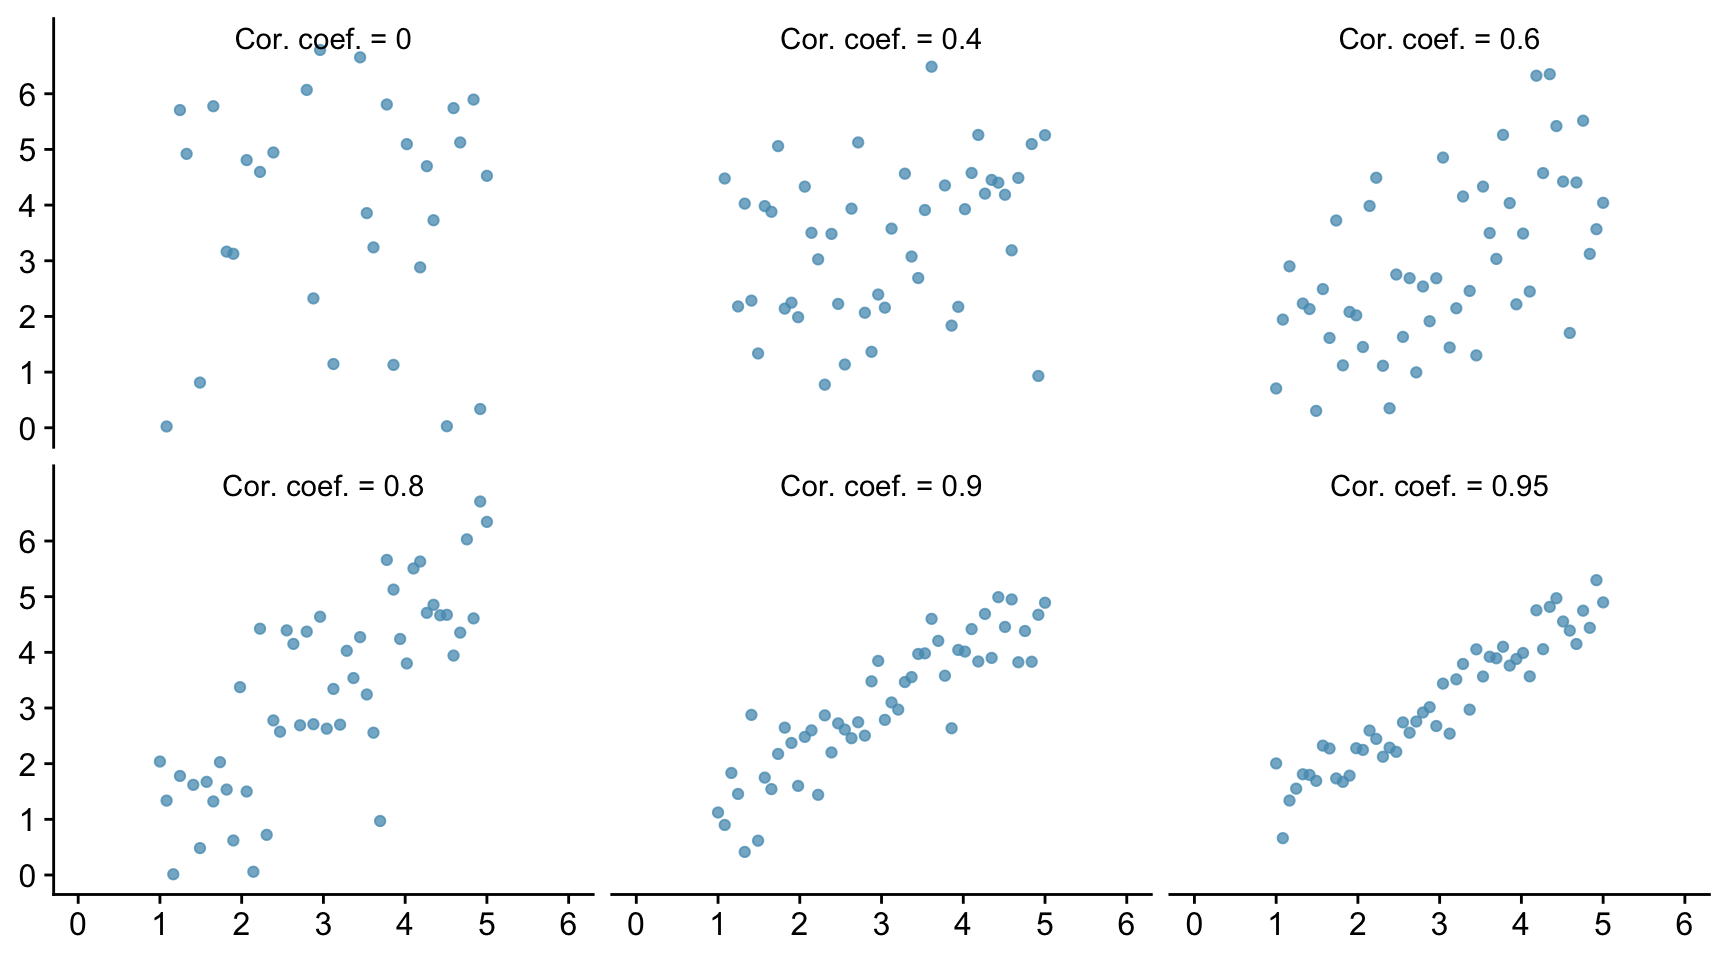 Cor. coef. = 0
Cor. coef. = 0.4
Cor. coef. = 0.6
6
5
4
3
2
1
0
Cor. coef. = 0.8
Cor. coef. = 0.9
Cor. coef. = 0.95
6
5
4
3
2
1
0
0 1 2 3 4 5 6
0 1 2 3 4 5 6
0 1 2 3 4 5 6